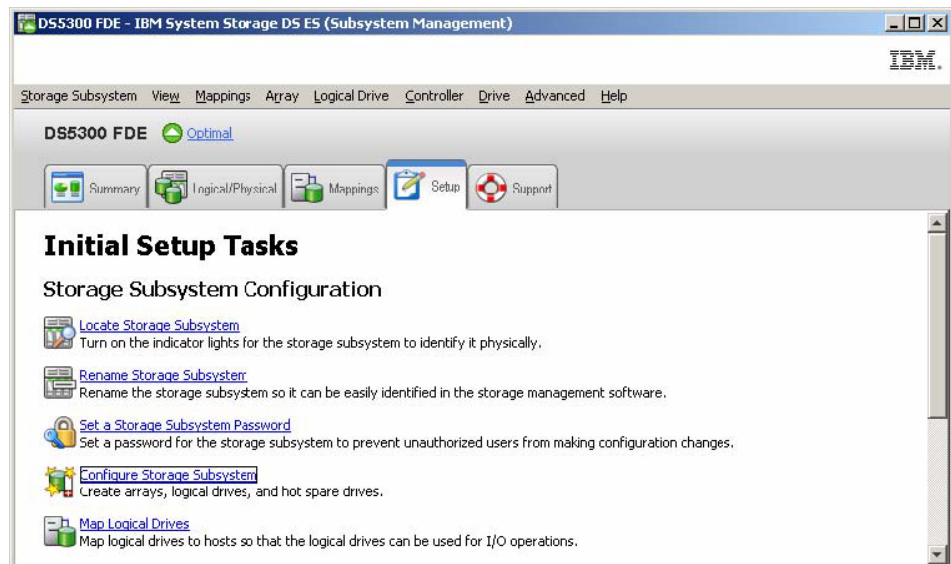 DS5300 FDE - IBM System Storage DS ES (Subsystem Management)
IBM.
Storage Subsystem View Mappings Array Logical Drive Controller Drive Advanced Help
DS5300 FDE Optimal
Summary Logical/Physical Mappings Setup Support
Initial Setup Tasks
Storage Subsystem Configuration
Locate Storage Subsystem
Turn on the indicator lights for the storage subsystem to identify it physically.
Rename Storage Subsystem
Rename the storage subsystem so it can be easily identified in the storage management software.
Set a Storage Subsystem Password
Set a password for the storage subsystem to prevent unauthorized users from making configuration changes.
Configure Storage Subsystem
Create arrays, logical drives, and hot spare drives.
Map Logical Drives
Map logical drives to hosts so that the logical drives can be used for I/O operations.